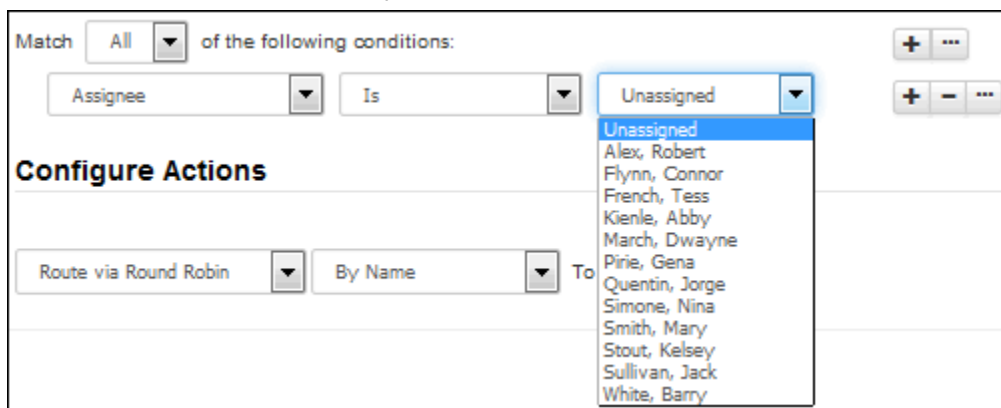 Match All of the following conditions:
Assignee Is Unassigned
Unassigned
Alex, Robert
Configure Actions
Flynn, Connor
French, Tess
Kienle, Abby
March, Dwayne
Route via Round Robin By Name To
Pirie, Gena
Quentin, Jorge
Simone, Nina
Smith, Mary
Stout, Kelsey
Sullivan, Jack
White, Barry